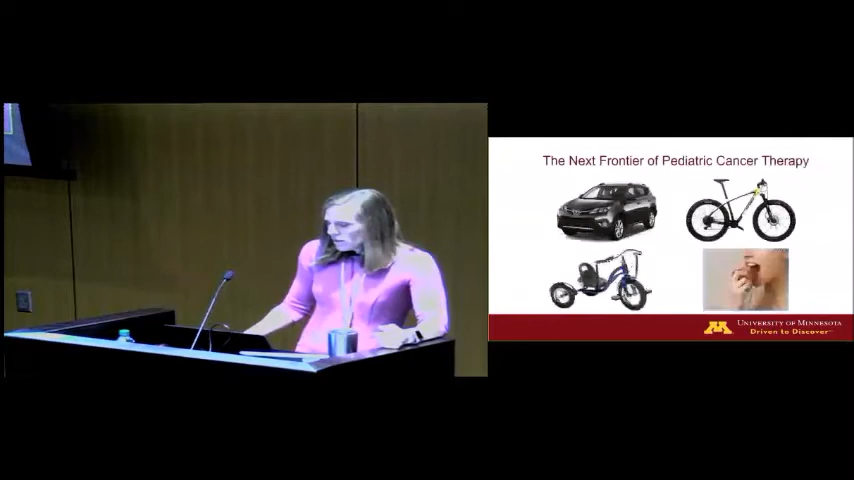 The Next Frontier of Pediatric Cancer Therapy
UNIVERSITY OF MINNESOTA
Driven to Discover